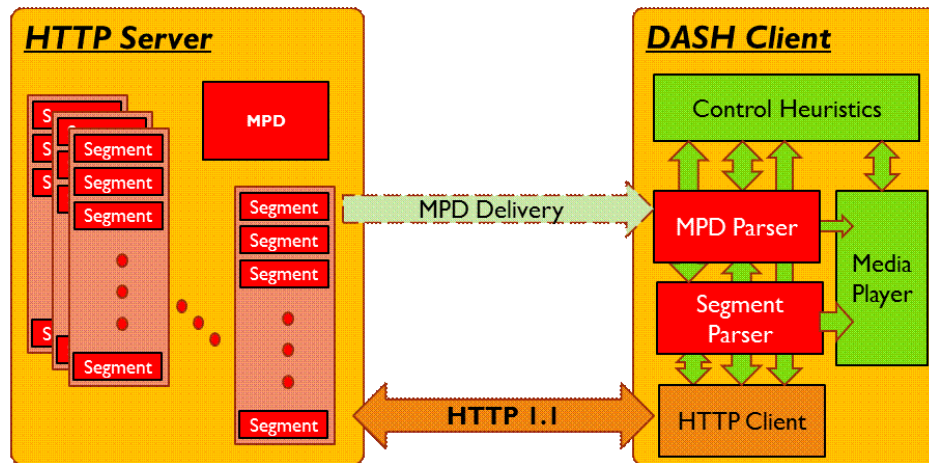 HTTP Server
S
S
S
Segment
Segment
Segment
S
Segment
MPD
Segment
Segment
Segment
Segment
MPD Delivery
HTTP 1.1
DASH Client
Control Heuristics
MPD Parser
Media
Player
Segment
Parser
HTTP Client